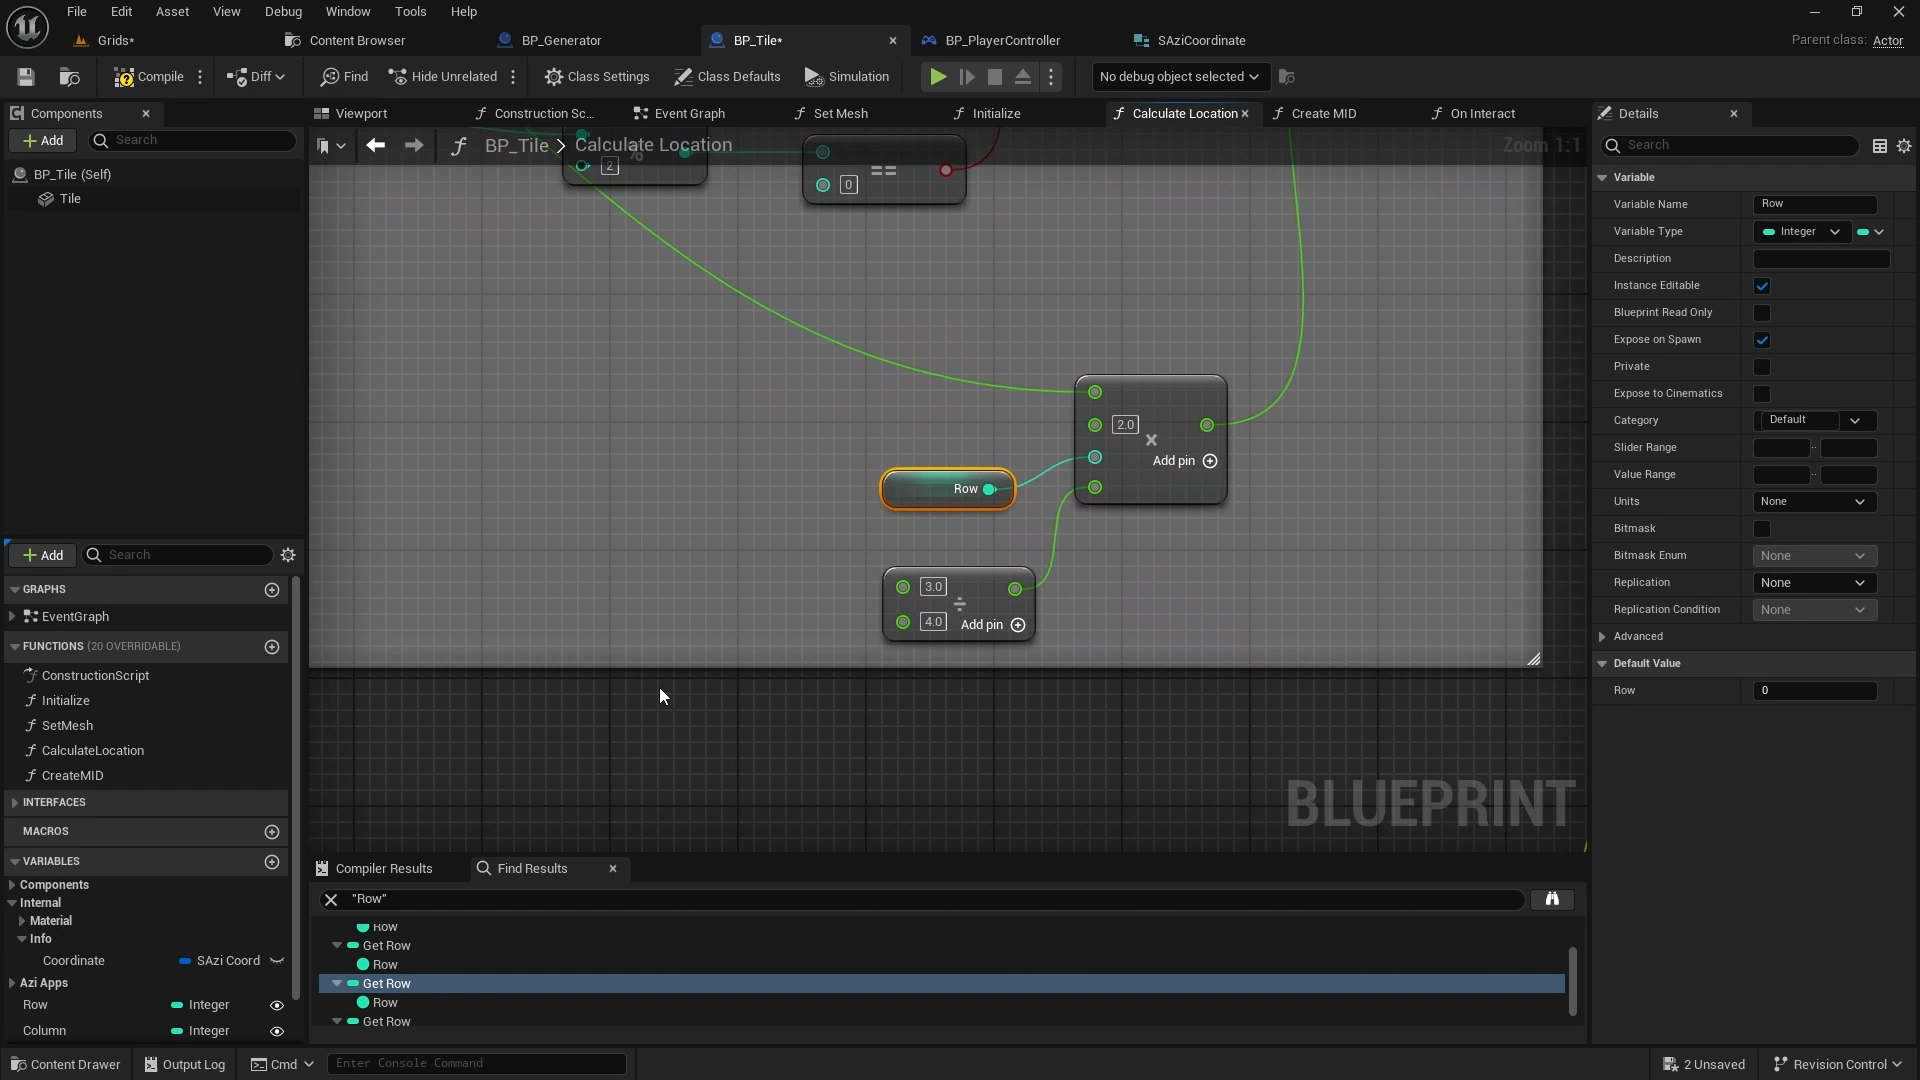 File Edit Asset View Debug Window Tools Help
Grids* Content Browser BP_Generator BP_Tile* BP_PlayerController SAziCoordinate Parent class: Actor
Compile Diff Find Hide Unrelated Class Settings Class Defaults Simulation No debug object selected
Components
Viewport Construction Sc... Event Graph Set Mesh Initialize Calculate Location Create MID On Interact
Details
Add Search
BP_Tile > Calculate Location
Zoom 1:1
Search
BP_Tile (Self)
Tile
2 % 0 ==
2.0 × Add pin
Row
3.0 ÷
4.0 Add pin
BLUEPRINT
Variable
Variable Name Row
Variable Type Integer
Description
Instance Editable
Blueprint Read Only
Expose on Spawn
Private
Expose to Cinematics
Category Default
Slider Range
Value Range
Units None
Bitmask
Bitmask Enum None
Replication None
Replication Condition None
Advanced
Default Value
Row 0
Add Search
GRAPHS
EventGraph
FUNCTIONS (20 OVERRIDABLE)
ConstructionScript
Initialize
SetMesh
CalculateLocation
CreateMID
INTERFACES
MACROS
VARIABLES
Components
Internal
Material
Info
Coordinate SAzi Coord
Azi Apps
Row Integer
Column Integer
Compiler Results Find Results
"Row"
Row
Get Row
Row
Get Row
Row
Get Row
Content Drawer Output Log Cmd Enter Console Command 2 Unsaved Revision Control